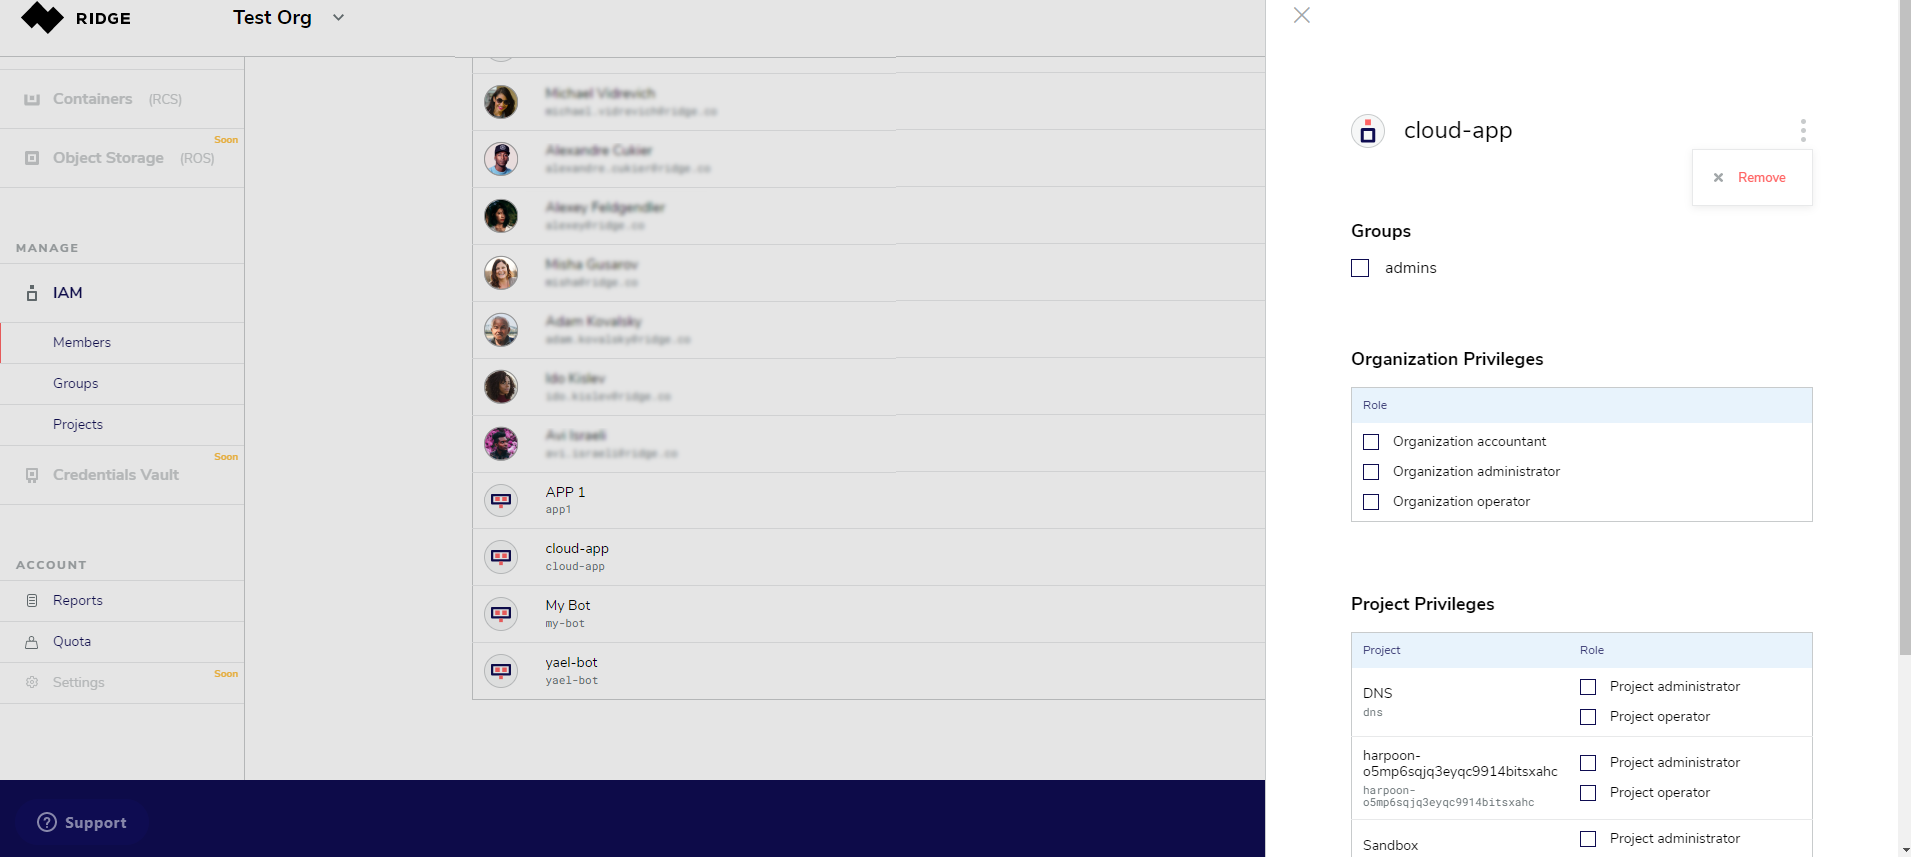 RIDGE
Test Org
Containers (RCS)
Soon
Object Storage (ROS)
MANAGE
IAM
Members
Groups
Projects
Soon
Credentials Vault
ACCOUNT
Reports
Quota
Soon
Settings
Support
Michael Vidrevich
michael.vidrevich@ridge.co
Alexandre Cukier
alexandre.cukier@ridge.co
Alexey Feldgendler
alexey@ridge.co
Misha Gusarov
misha@ridge.co
Adam Kovalsky
adam.kovalsky@ridge.co
Ido Kislev
ido.kislev@ridge.co
Avi Israeli
avi.israeli@ridge.co
APP 1
app1
cloud-app
cloud-app
My Bot
my-bot
yael-bot
yael-bot
cloud-app
Remove
Groups
admins
Organization Privileges
Role
Organization accountant
Organization administrator
Organization operator
Project Privileges
Project Role
DNS
dns
Project administrator
Project operator
harpoon-
o5mp6sqjq3eyqc9914bitsxahc
harpoon-
o5mp6sqjq3eyqc9914bitsxahc
Project administrator
Project operator
Sandbox
Project administrator